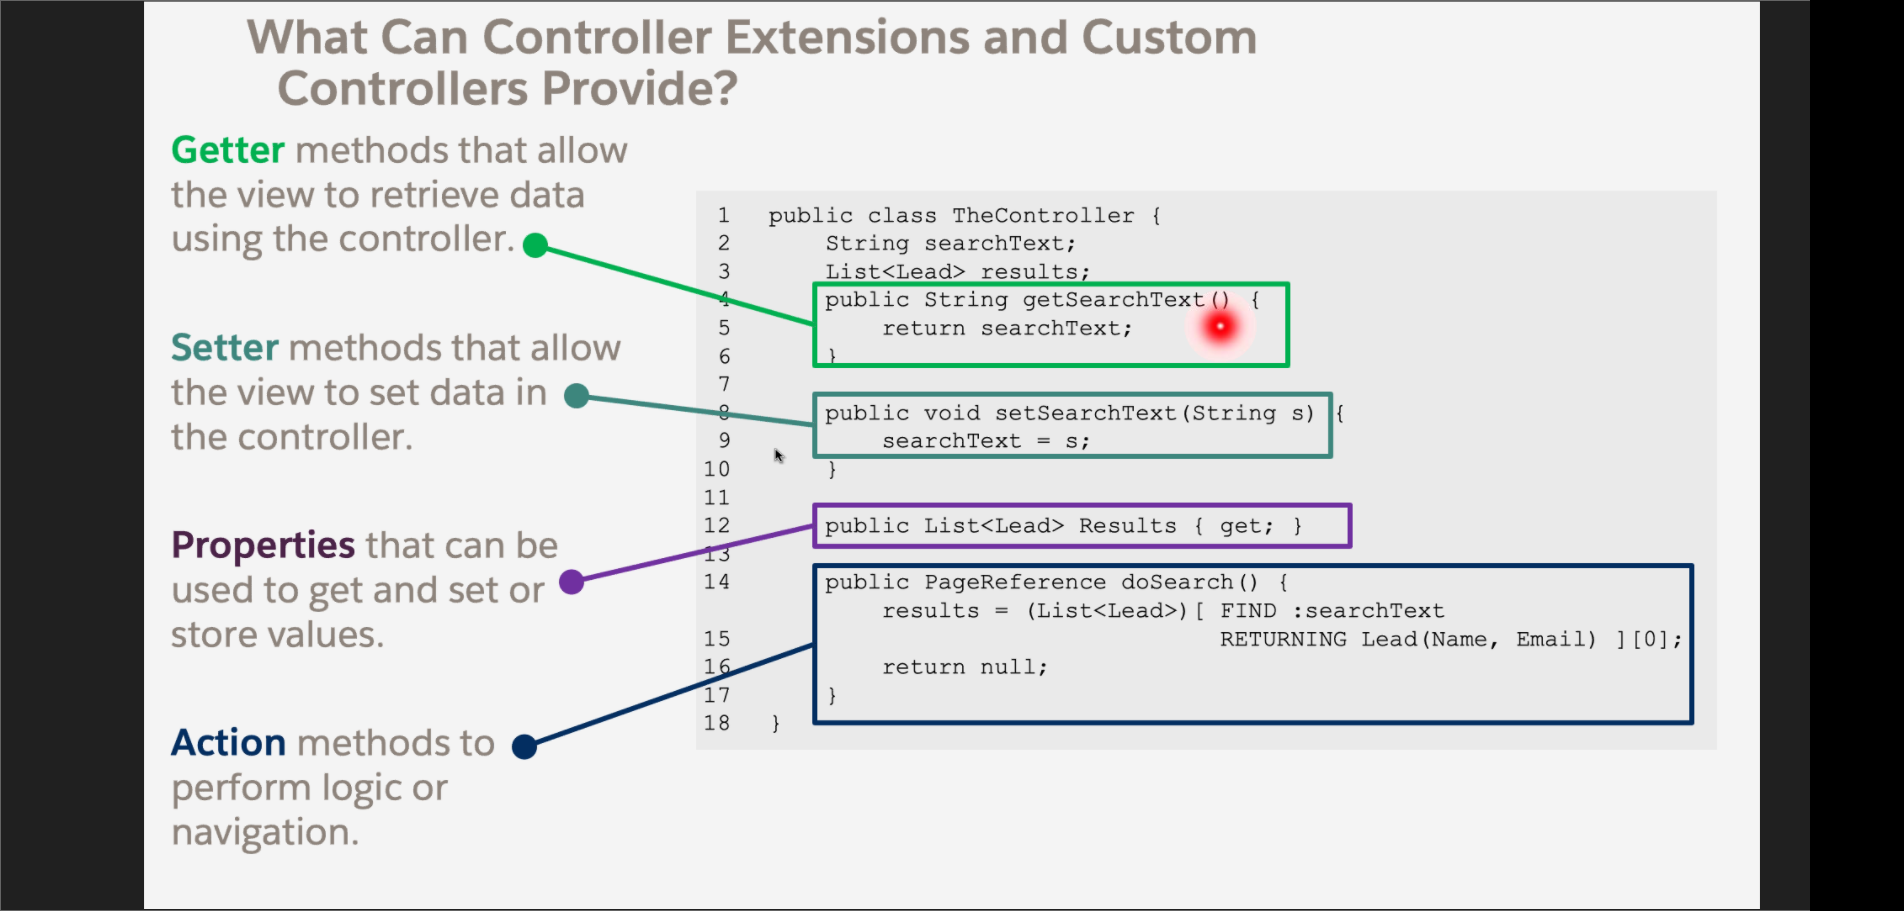 What Can Controller Extensions and Custom
Controllers Provide?
Getter methods that allow
the view to retrieve data
using the controller.
Setter methods that allow
the view to set data in
the controller.
Properties that can be
used to get and set or
store values.
Action methods to
perform logic or
navigation.
1 public class TheController {
2 String searchText;
3 List<Lead> results;
4 public String getSearchText() {
5 return searchText;
6 }
7
8 public void setSearchText(String s) {
9 searchText = s;
10 }
11
12 public List<Lead> Results { get; }
13
14 public PageReference doSearch() {
results = (List<Lead>)[ FIND :searchText
15 RETURNING Lead(Name, Email) ][0];
16 return null;
17 }
18 }